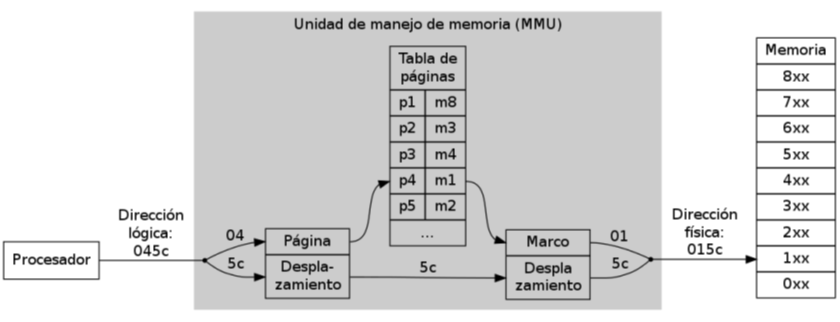 Unidad de manejo de memoria (MMU)
Tabla de
páginas
p1 m8
p2 m3
p3 m4
p4 m1
p5 m2
...
Procesador
Dirección
lógica:
045c
04
5c
Página
Despla-
zamiento
5c
Marco
Despla
zamiento
01
5c
Dirección
física:
015c
Memoria
8xx
7xx
6xx
5xx
4xx
3xx
2xx
1xx
0xx